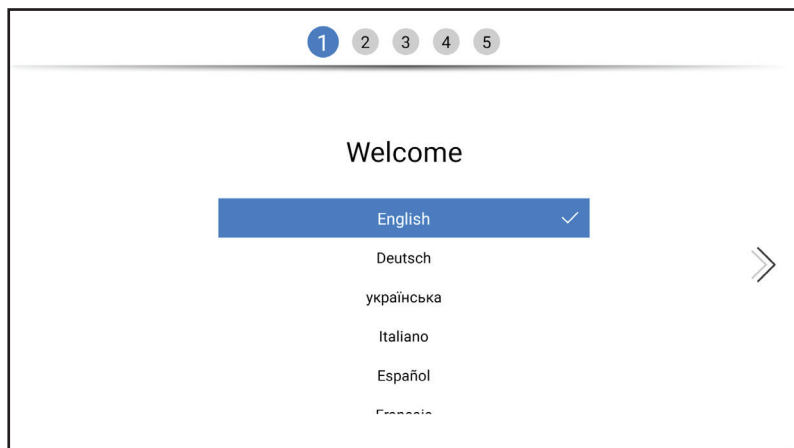 1 2 3 4 5
Welcome
English
Deutsch
українська
Italiano
Español